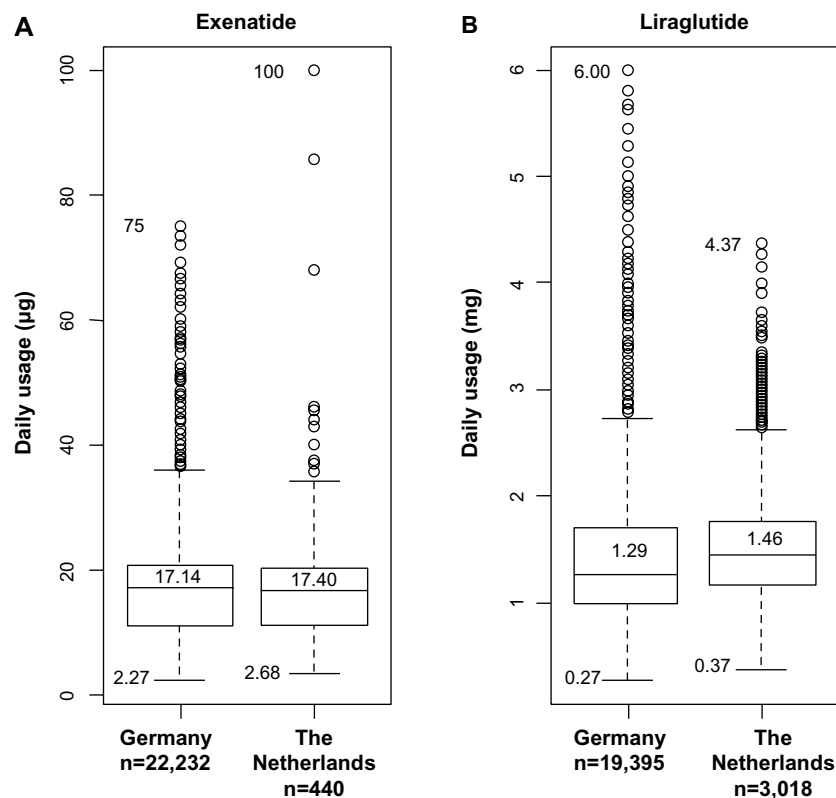 A
Exenatide
Daily usage (µg)
100
80
60
40
20
0
100
75
17.14
17.40
2.27
2.68
Germany
n=22,232
The
Netherlands
n=440
B
Liraglutide
Daily usage (mg)
6
5
4
3
2
1
6.00
4.37
1.29
1.46
0.27
0.37
Germany
n=19,395
The
Netherlands
n=3,018